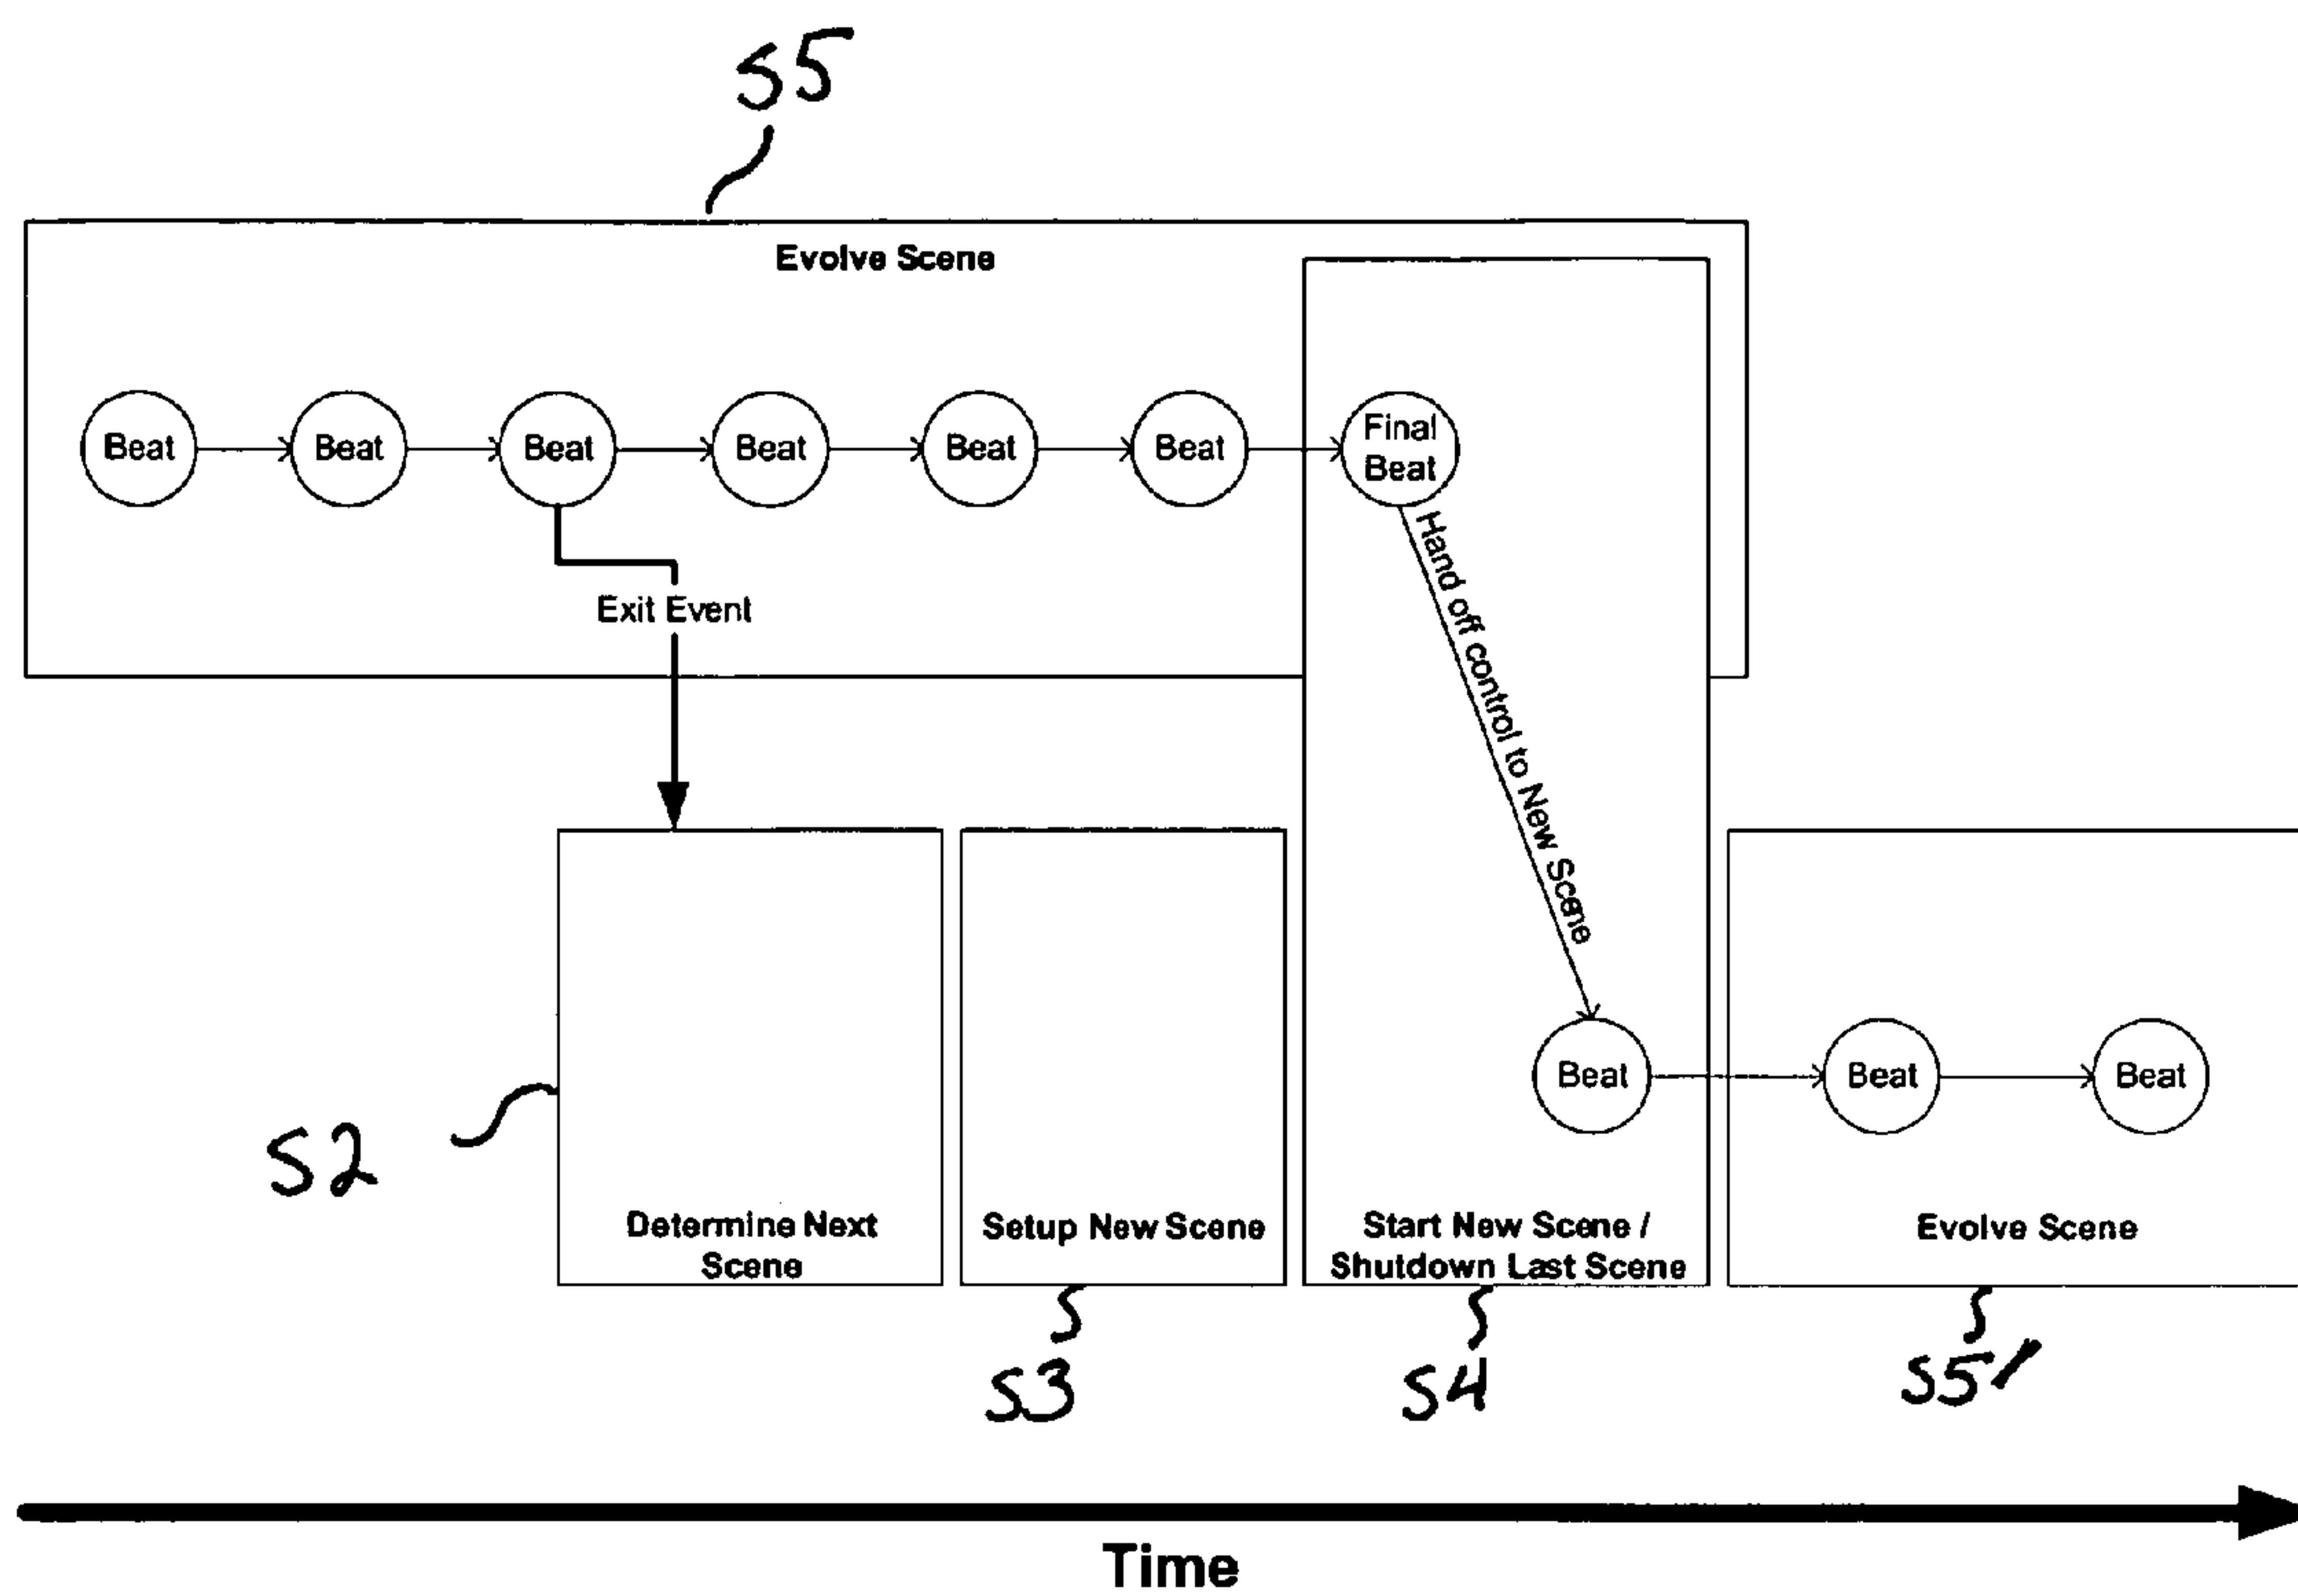 S5
Evolve Scene
Beat
Beat
Beat
Beat
Beat
Beat
Final
Beat
Exit Event
Hand off control to New Scene
Beat
Beat
Beat
S2
Determine Next
Scene
Setup New Scene
Start New Scene /
Shutdown Last Scene
Evolve Scene
S3
S4
S5'
Time